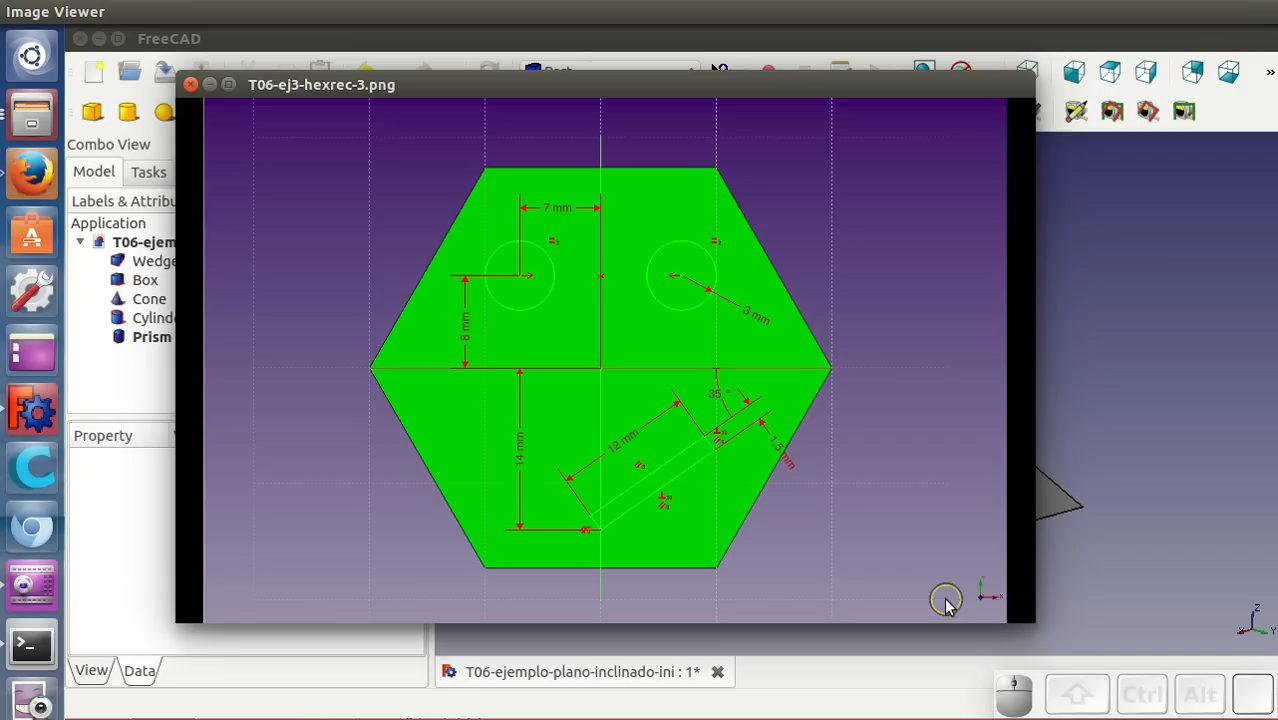 Image Viewer
FreeCAD
T06-ej3-hexrec-3.png
»
Combo View
Model
Tasks
Labels & Attribu
Application
T06-ejem
Wedge
Box
Cone
Cylind
Prism
7 mm
8 mm
3 mm
35 °
14 mm
12 mm
1,5 mm
Property
View
Data
T06-ejemplo-plano-inclinado-ini : 1*
Ctrl
Alt
Z
X
Y